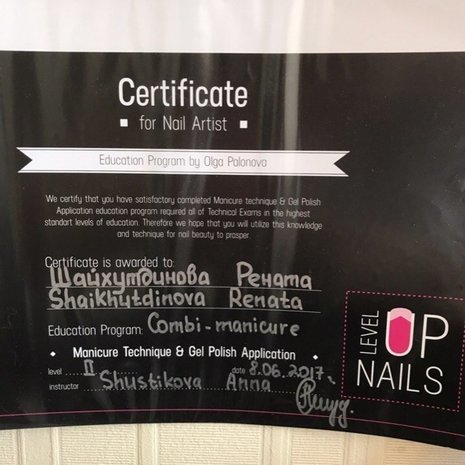 Certificate
for Nail Artist
Education Program by Olga Palonova
We certify that you have satisfactory completed Manicure technique & Gel Polish
Application education program required all of Technical Exams in the highest
standart levels of education. Therefore we hope that you will utilize this knowledge
and technique for nail beauty to prosper.
Certificate is awarded to:
Шайхутдинова Рената
Shaikhutdinova Renata
Education Program: Combi-manicure
Manicure Technique & Gel Polish Application
level II date 8.06.2017.
instructor Shustikova Anna
LEVEL UP
NAILS